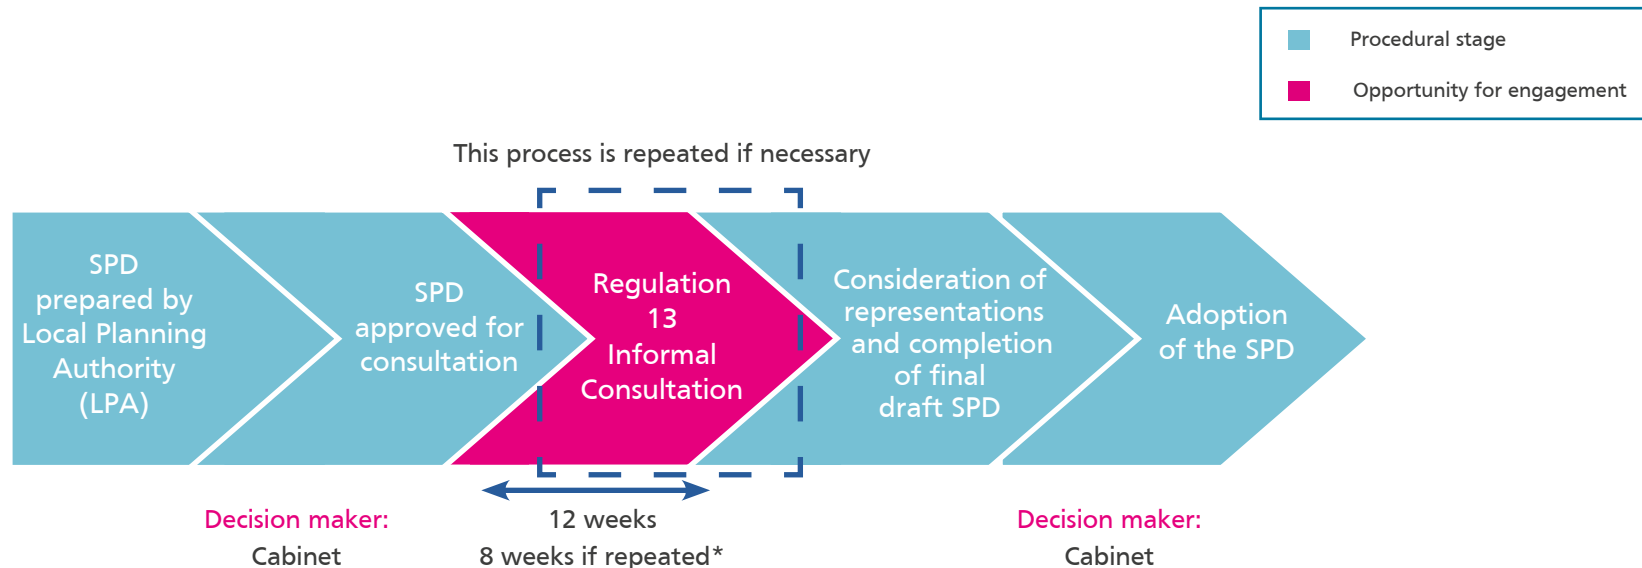 Procedural stage
Opportunity for engagement
This process is repeated if necessary
SPD
prepared by
Local Planning
Authority
(LPA)
SPD
approved for
consultation
Regulation
13
Informal
Consultation
Consideration of
representations
and completion
of final
draft SPD
Adoption
of the SPD
Decision maker:
Cabinet
12 weeks
8 weeks if repeated*
Decision maker:
Cabinet